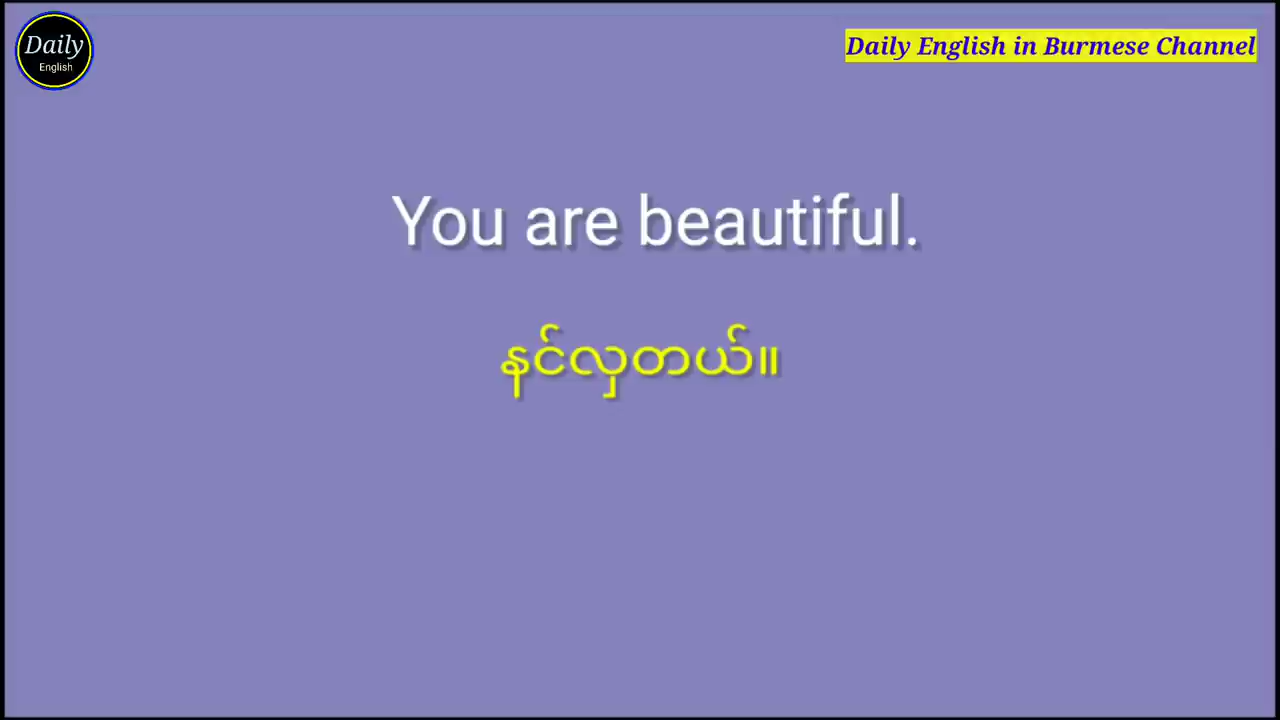 Daily
English
Daily English in Burmese Channel
You are beautiful.
နင်လှတယ်။